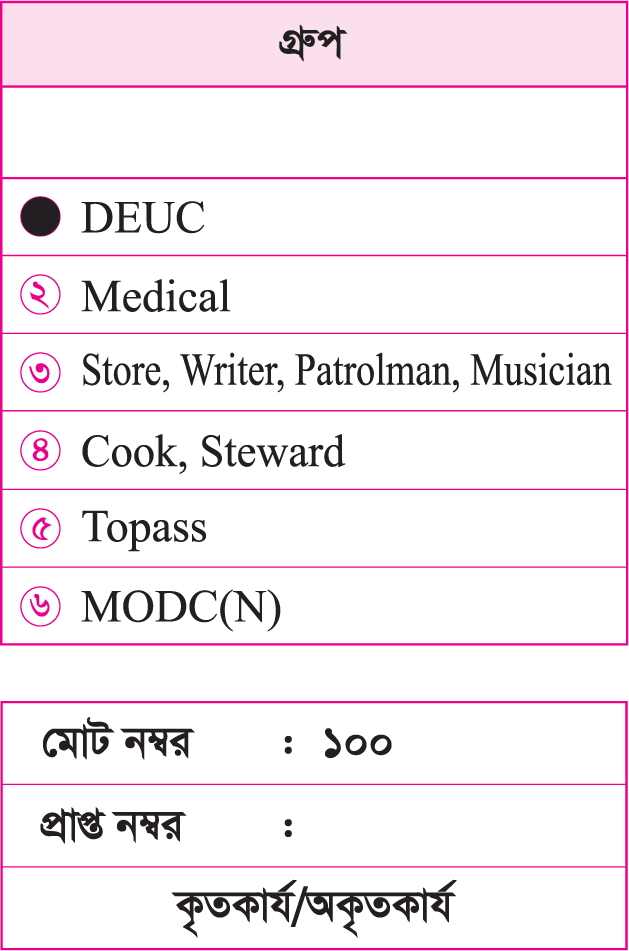 গ্রুপ
DEUC
২ Medical
৩ Store, Writer, Patrolman, Musician
৪ Cook, Steward
৫ Topass
৬ MODC(N)
মোট নম্বর : ১০০
প্রাপ্ত নম্বর :
কৃতকার্য/অকৃতকার্য